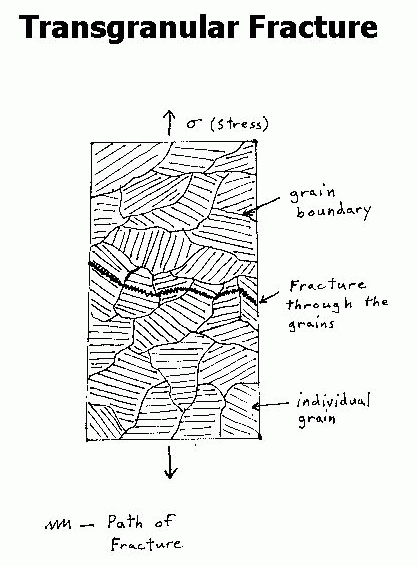 Transgranular Fracture
σ (stress)
grain
boundary
Fracture
through the
grains
individual
grain
— Path of
Fracture